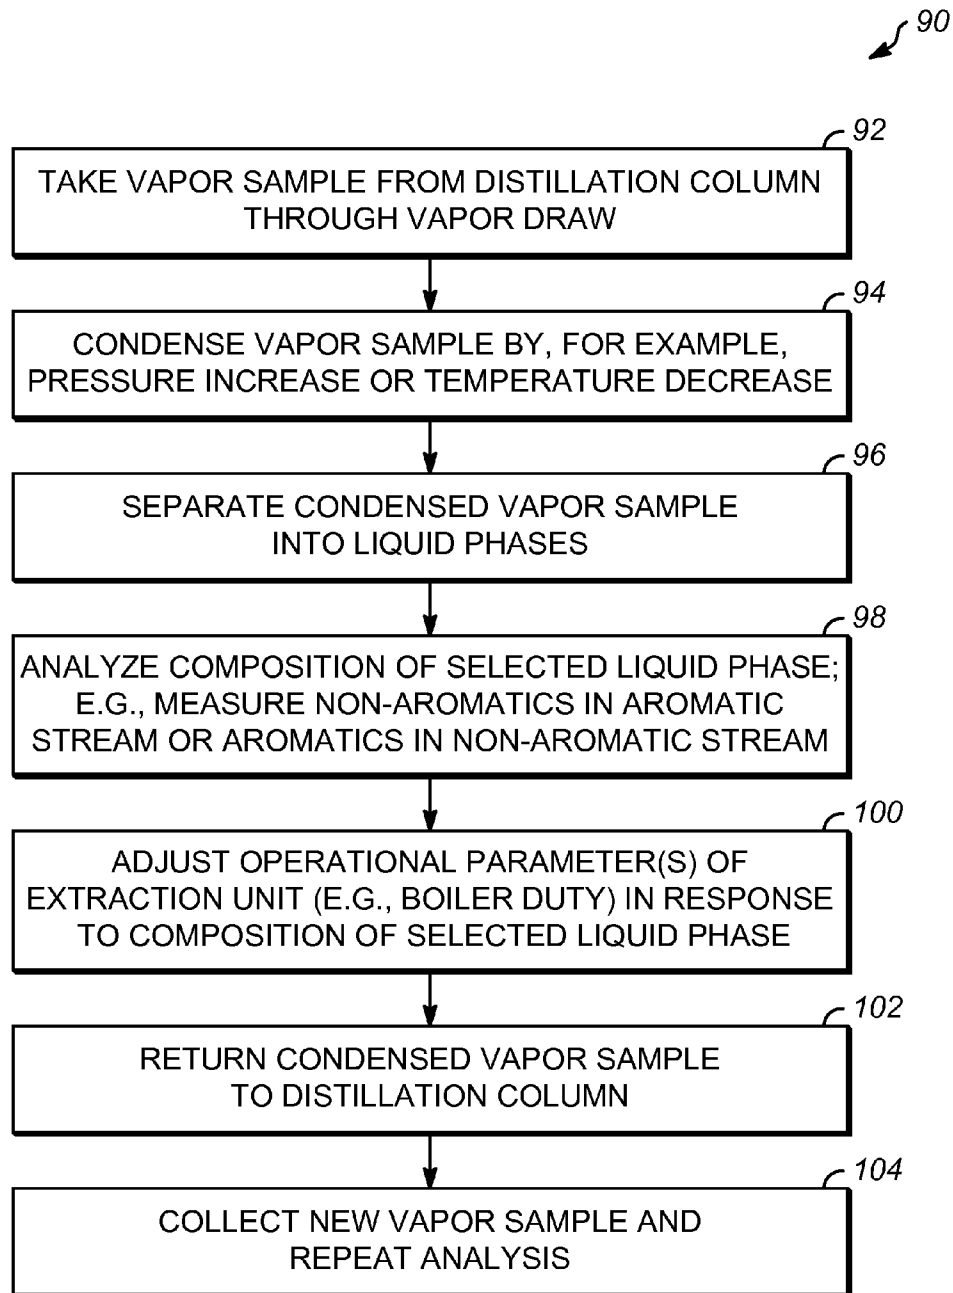 90
92
TAKE VAPOR SAMPLE FROM DISTILLATION COLUMN
THROUGH VAPOR DRAW
94
CONDENSE VAPOR SAMPLE BY, FOR EXAMPLE,
PRESSURE INCREASE OR TEMPERATURE DECREASE
96
SEPARATE CONDENSED VAPOR SAMPLE
INTO LIQUID PHASES
98
ANALYZE COMPOSITION OF SELECTED LIQUID PHASE;
E.G., MEASURE NON-AROMATICS IN AROMATIC
STREAM OR AROMATICS IN NON-AROMATIC STREAM
100
ADJUST OPERATIONAL PARAMETER(S) OF
EXTRACTION UNIT (E.G., BOILER DUTY) IN RESPONSE
TO COMPOSITION OF SELECTED LIQUID PHASE
102
RETURN CONDENSED VAPOR SAMPLE
TO DISTILLATION COLUMN
104
COLLECT NEW VAPOR SAMPLE AND
REPEAT ANALYSIS